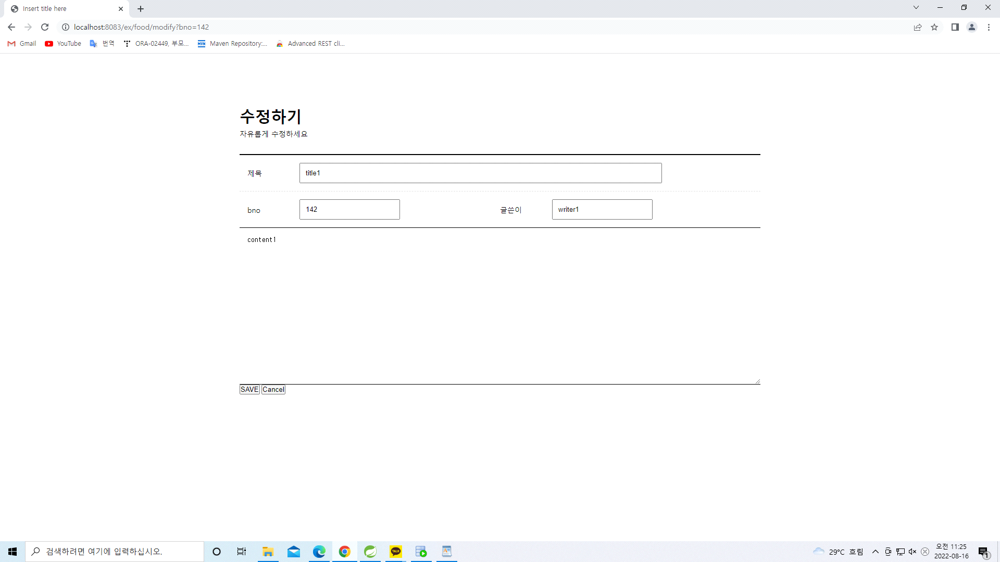 Insert title here
localhost:8083/ex/food/modify?bno=142
Gmail YouTube 번역 ORA-02449, 부모... Maven Repository:... Advanced REST cli...
수정하기
자유롭게 수정하세요
제목 title1
bno 142 글쓴이 writer1
content1
SAVE Cancel
검색하려면 여기에 입력하십시오.
TALK
29°C 흐림
오전 11:25
2022-08-16
1